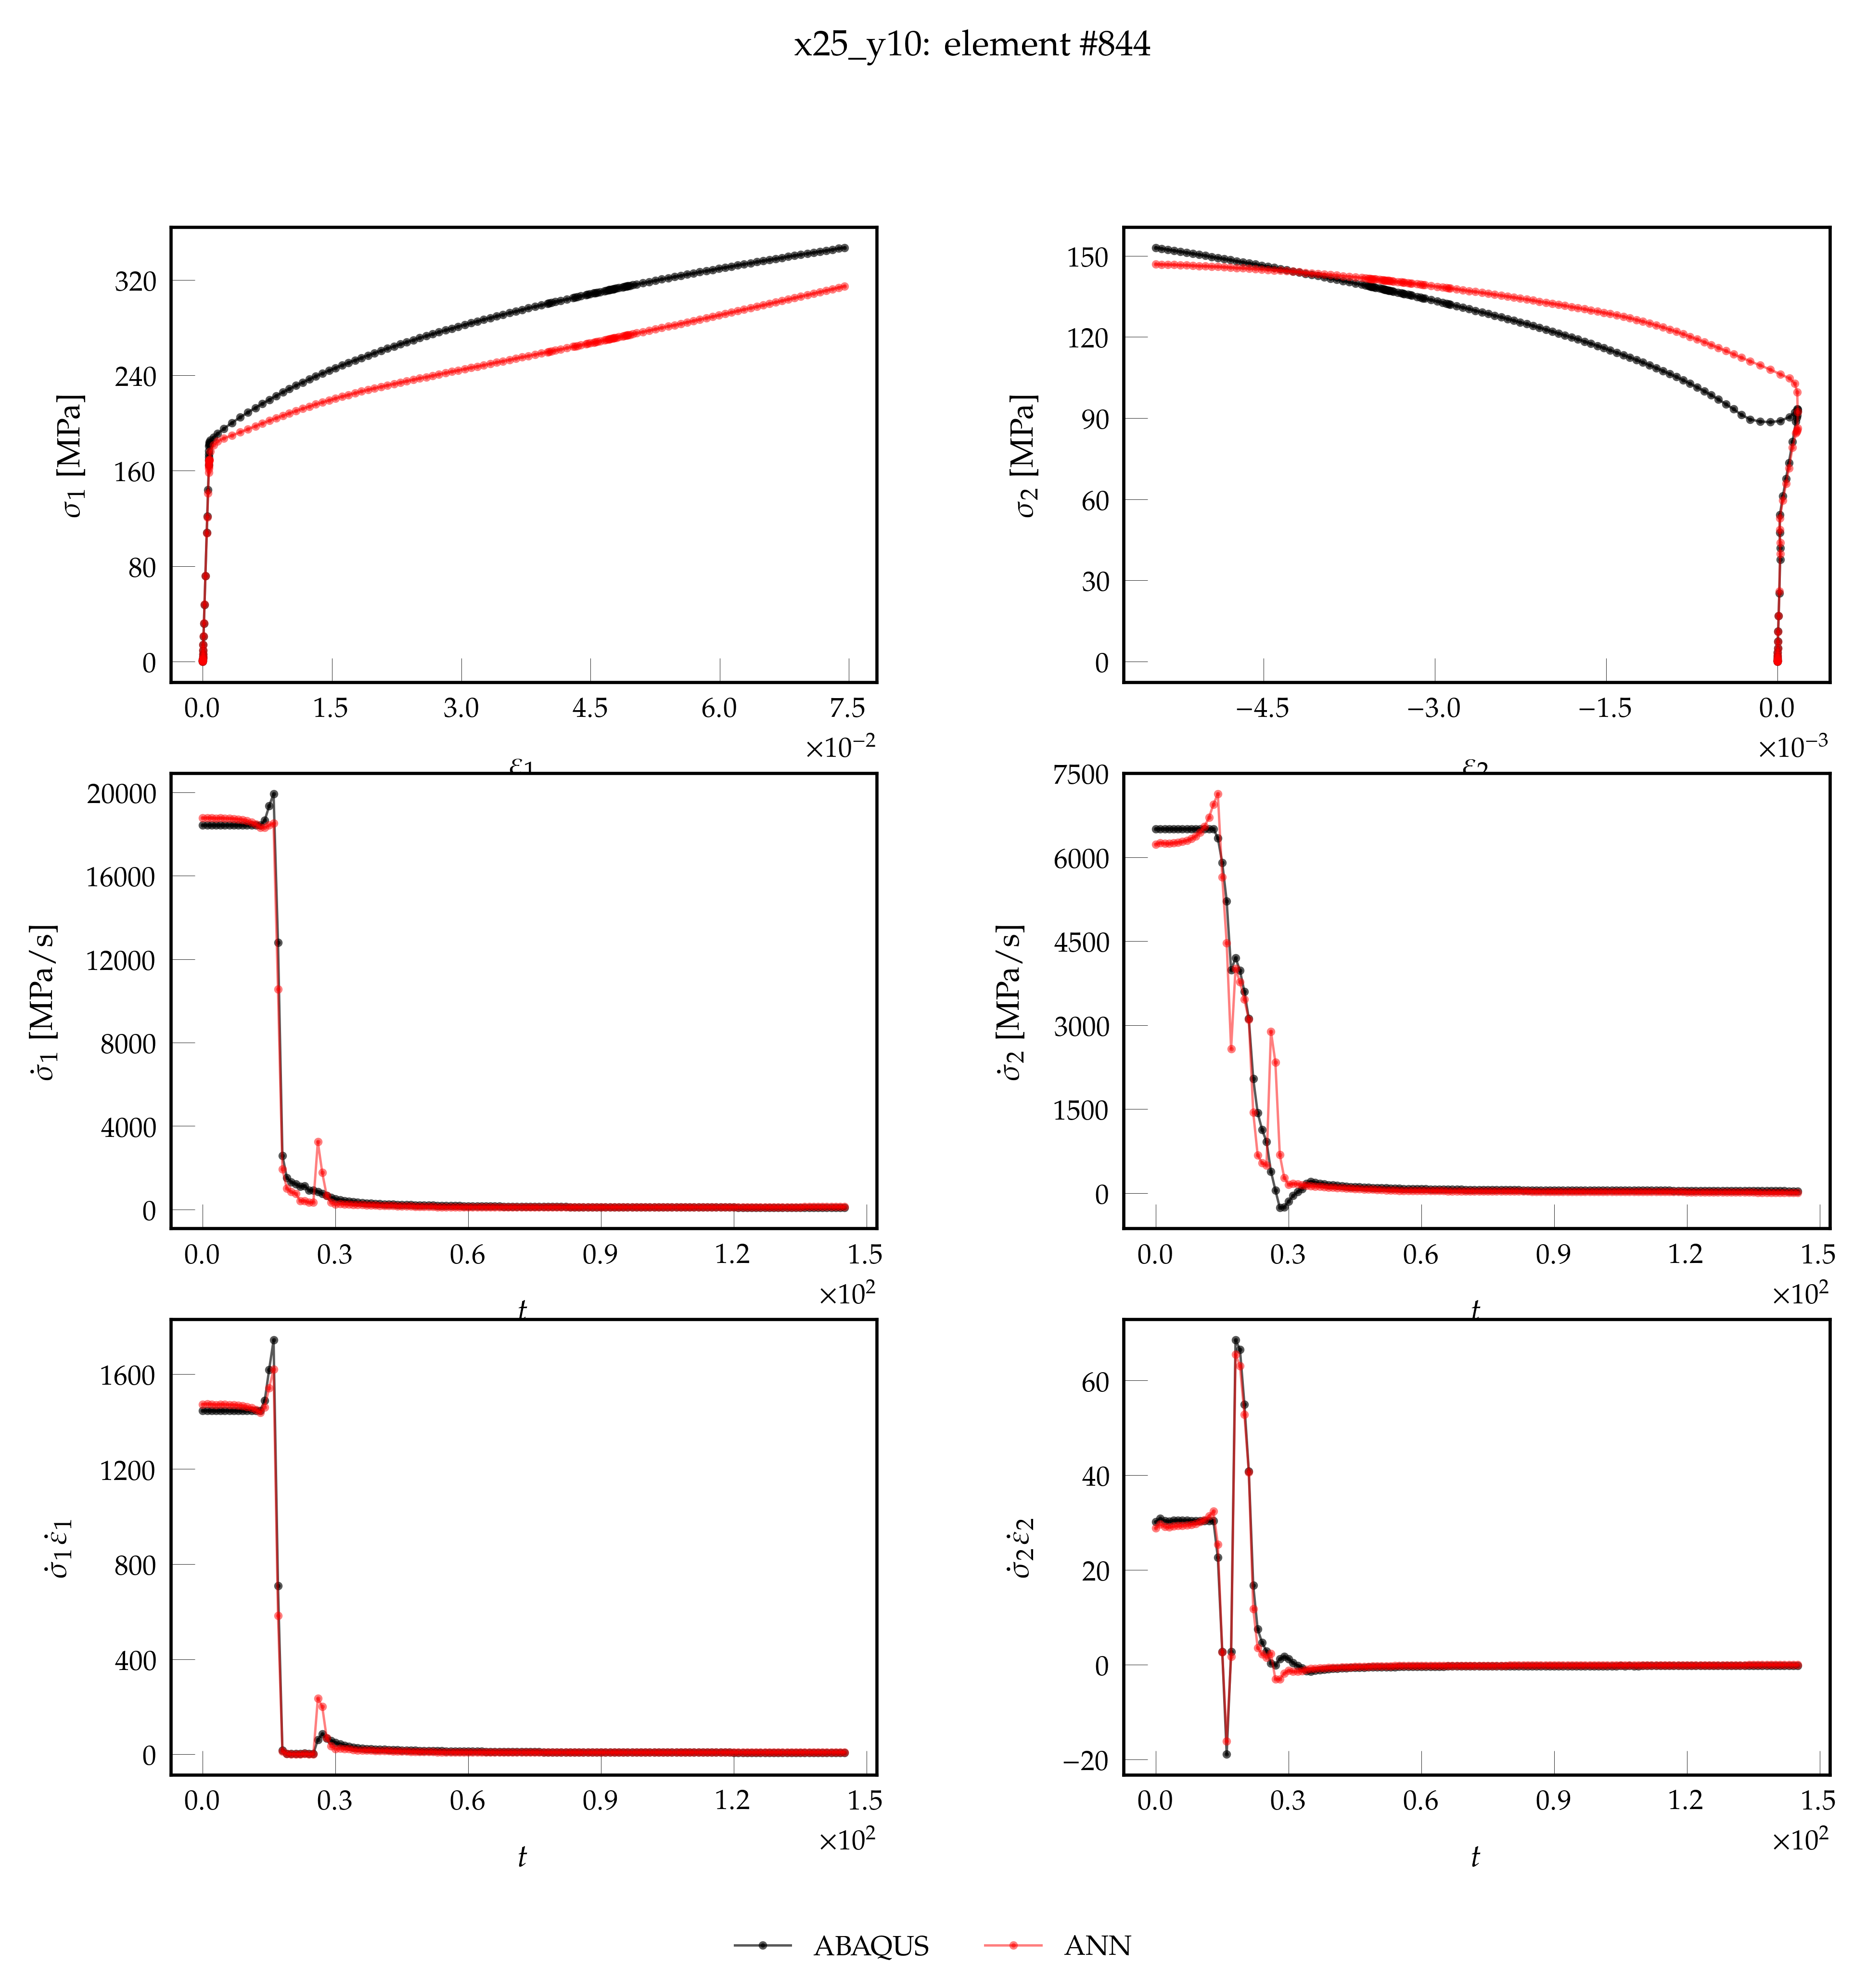 x25_y10: element #844
σ₁ [MPa]
320
240
160
80
0
0.0 1.5 3.0 4.5 6.0 7.5
×10⁻²
ε₁
σ₂ [MPa]
150
120
90
60
30
0
−4.5 −3.0 −1.5 0.0
×10⁻³
ε₂
σ̇₁ [MPa/s]
20000
16000
12000
8000
4000
0
0.0 0.3 0.6 0.9 1.2 1.5
×10²
t
σ̇₂ [MPa/s]
7500
6000
4500
3000
1500
0
0.0 0.3 0.6 0.9 1.2 1.5
×10²
t
σ̇₁ε̇₁
1600
1200
800
400
0
0.0 0.3 0.6 0.9 1.2 1.5
×10²
t
σ̇₂ε̇₂
60
40
20
0
−20
0.0 0.3 0.6 0.9 1.2 1.5
×10²
t
ABAQUS ANN